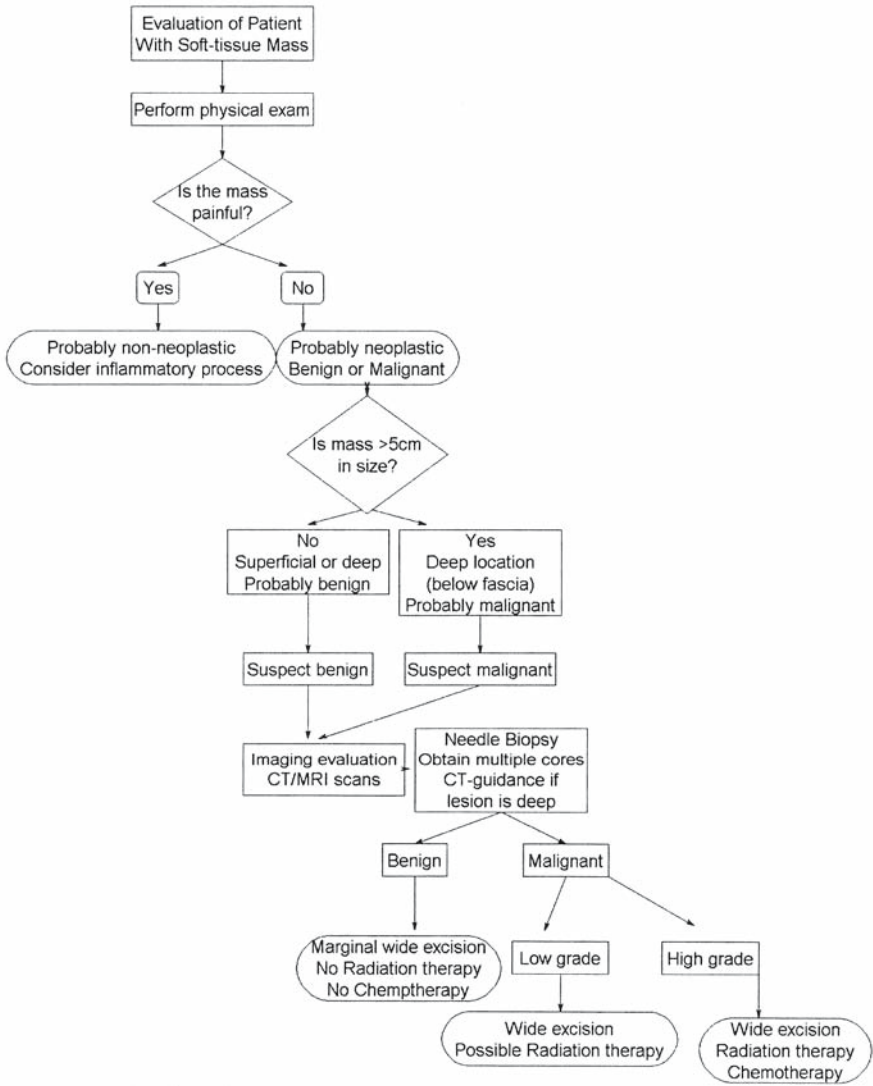 Evaluation of Patient
With Soft-tissue Mass
Perform physical exam
Is the mass
painful?
Yes
No
Probably non-neoplastic
Consider inflammatory process
Probably neoplastic
Benign or Malignant
Is mass >5cm
in size?
No
Superficial or deep
Probably benign
Yes
Deep location
(below fascia)
Probably malignant
Suspect benign
Suspect malignant
Imaging evaluation
CT/MRI scans
Needle Biopsy
Obtain multiple cores
CT-guidance if
lesion is deep
Benign
Malignant
Marginal wide excision
No Radiation therapy
No Chemptherapy
Low grade
High grade
Wide excision
Possible Radiation therapy
Wide excision
Radiation therapy
Chemotherapy